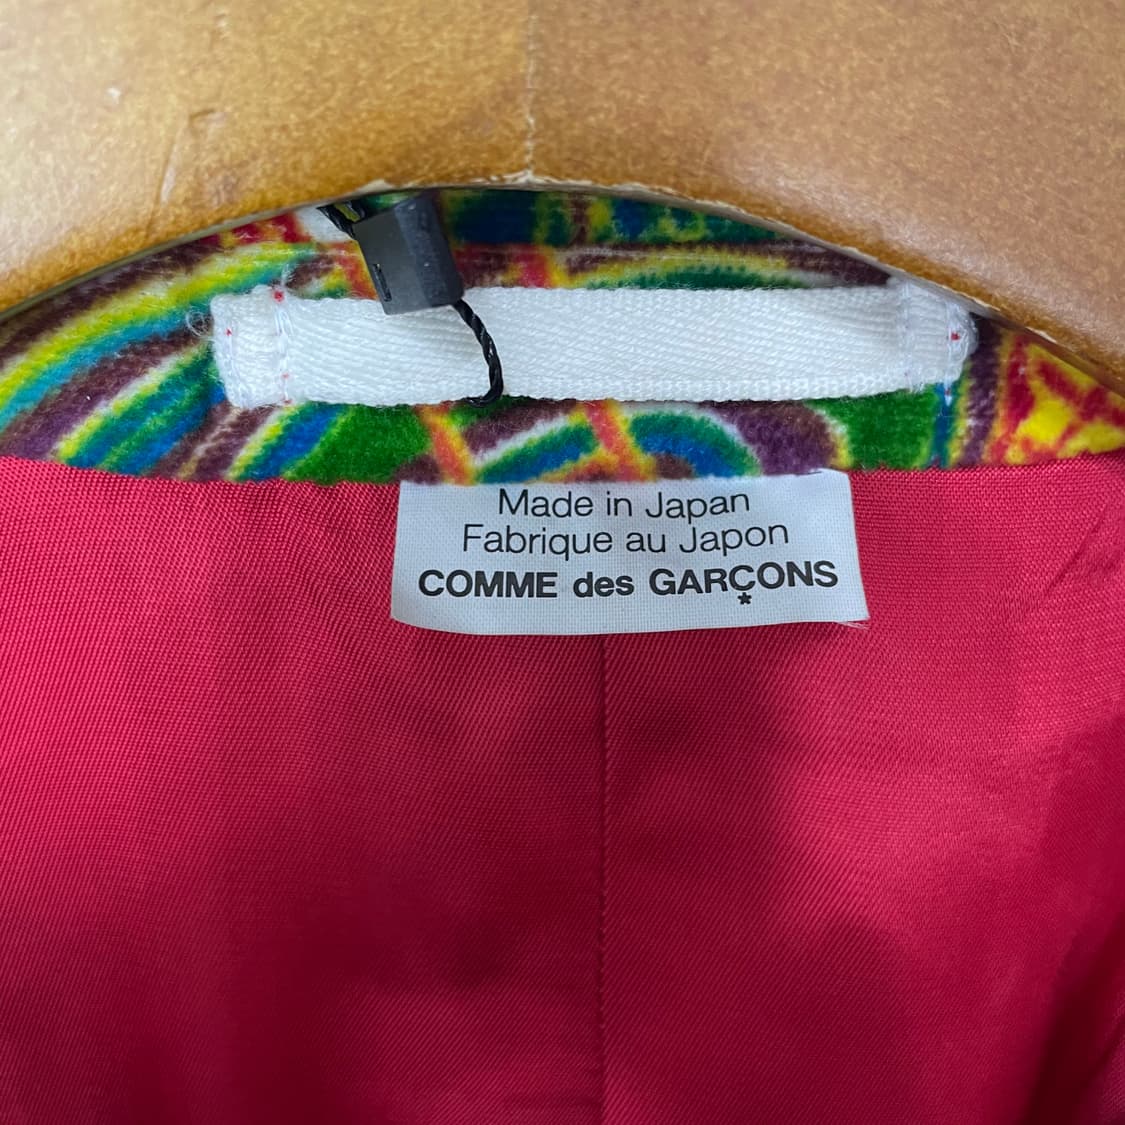 Made in Japan
Fabrique au Japon
COMME des GARÇONS
*